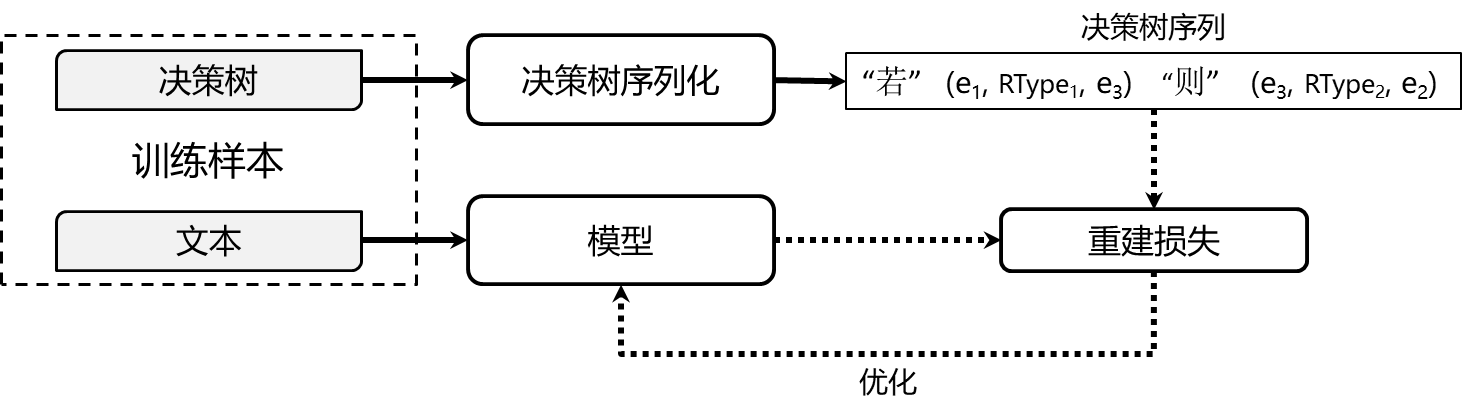 决策树序列
决策树
决策树序列化
“若” (e₁, RType₁, e₃) “则” (e₃, RType₂, e₂)
训练样本
文本
模型
重建损失
优化